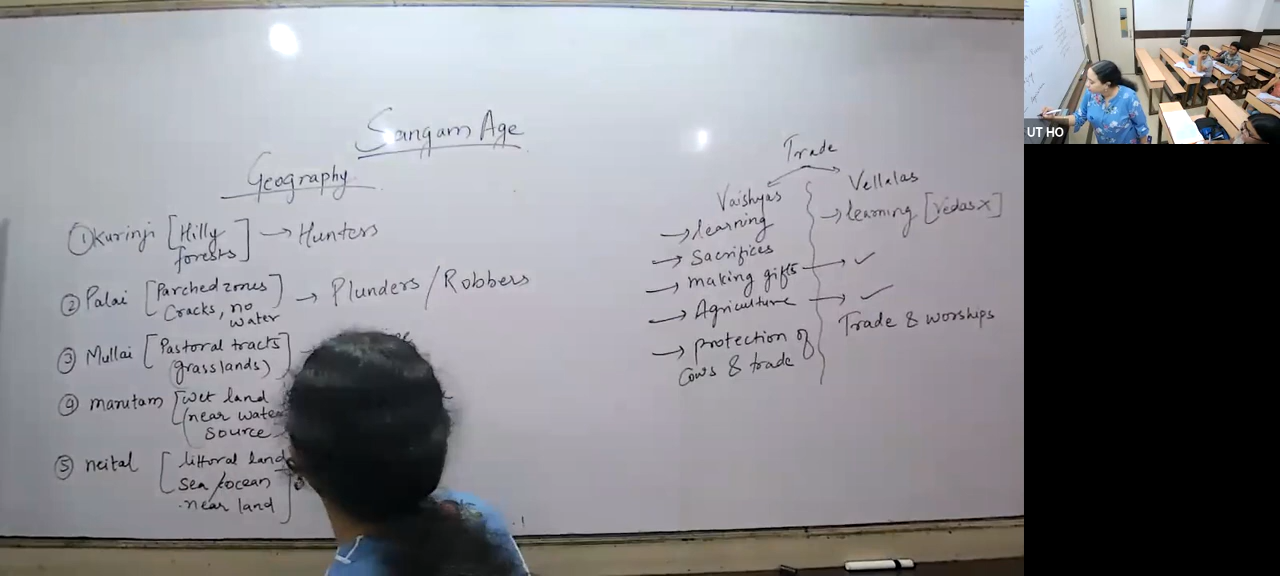 Sangam Age
Geography
① Kurinji [Hilly forests] → Hunters
② Palai [Parched zones Cracks, no water] → Plunders / Robbers
③ Mullai [Pastoral tracts grasslands]
④ marutam [wet land near water source
⑤ neital [littoral land sea/ocean near land]
Trade
Vaishyas
→ learning
→ Sacrifices
→ making gifts
→ Agriculture
→ protection of cows & trade
Vellalas
→ learning [Vedas x]
→ ✓
→ ✓
Trade & worships
UT HO